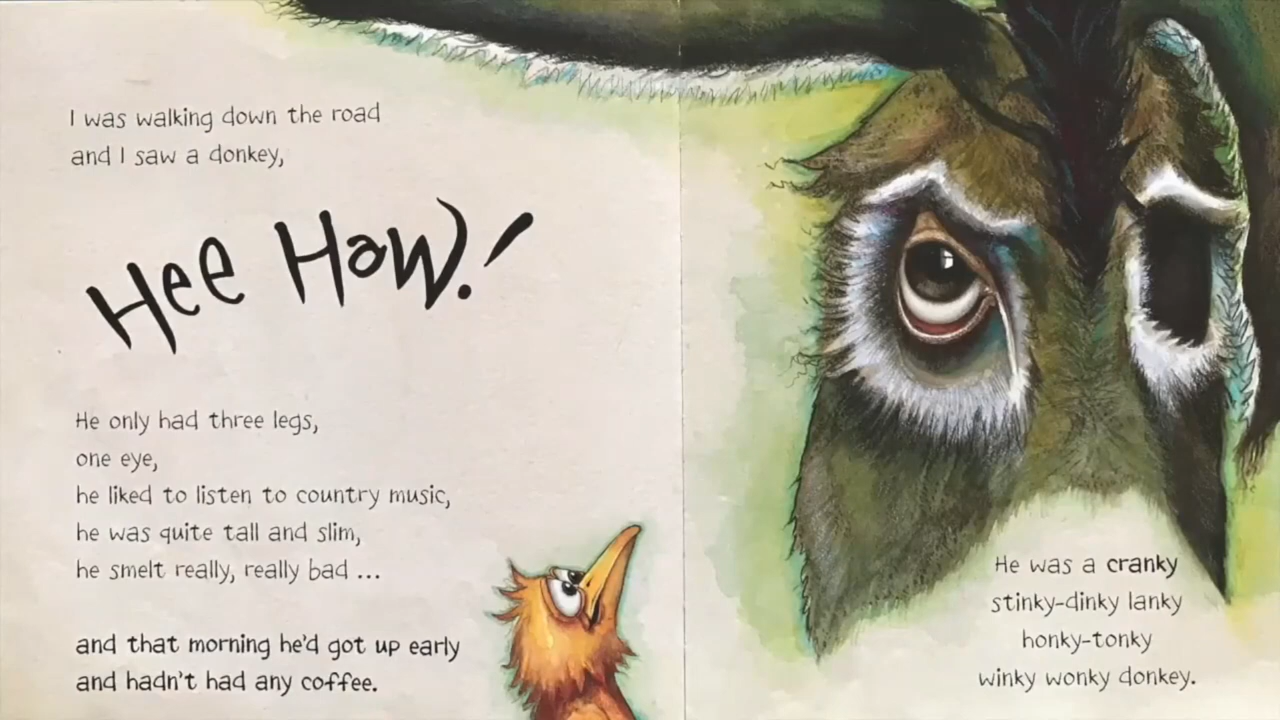 I was walking down the road
and I saw a donkey,
Hee Haw!
He only had three legs,
one eye,
he liked to listen to country music,
he was quite tall and slim,
he smelt really, really bad ...
and that morning he'd got up early
and hadn't had any coffee.
He was a cranky
stinky-dinky lanky
honky-tonky
winky wonky donkey.